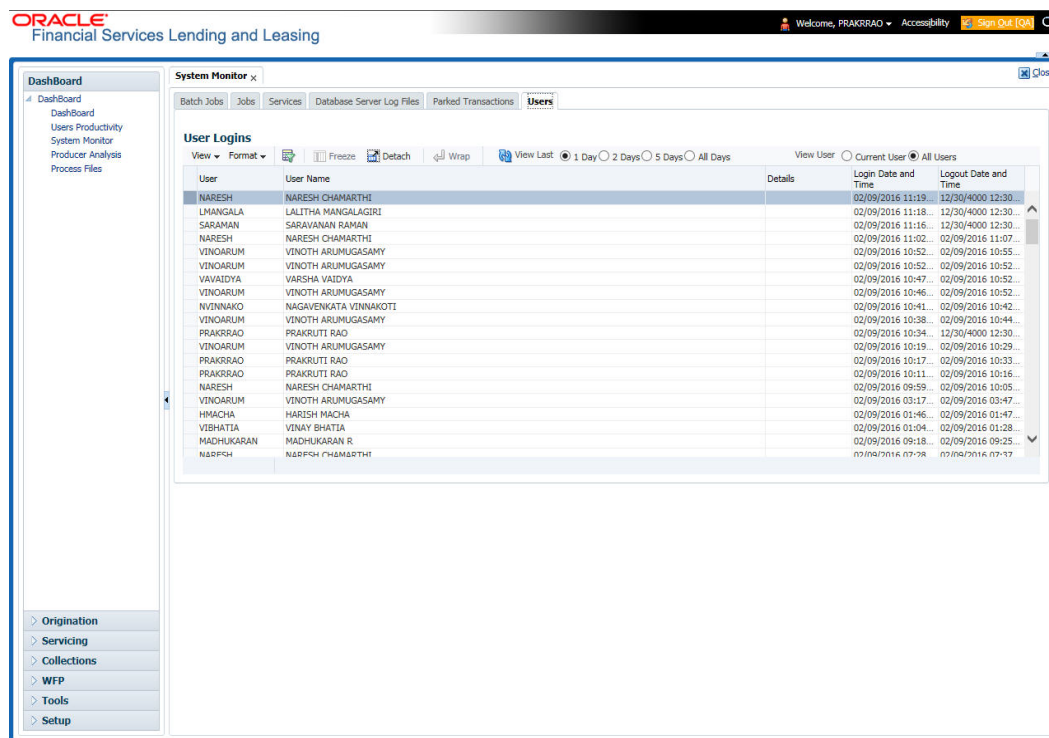 ORACLE
Financial Services Lending and Leasing
Welcome, PRAKRRAO Accessibility Sign Out [QA]
DashBoard
DashBoard
DashBoard
Users Productivity
System Monitor
Producer Analysis
Process Files
Origination
Servicing
Collections
WFP
Tools
Setup
System Monitor x
Clos
Batch Jobs Jobs Services Database Server Log Files Parked Transactions Users
User Logins
View Format Freeze Detach Wrap View Last 1 Day 2 Days 5 Days All Days View User Current User All Users
User User Name Details Login Date and Time Logout Date and Time
NARESH NARESH CHAMARTHI 02/09/2016 11:19... 12/30/4000 12:30...
LMANGALA LALITHA MANGALAGIRI 02/09/2016 11:18... 12/30/4000 12:30...
SARAMAN SARAVANAN RAMAN 02/09/2016 11:16... 12/30/4000 12:30...
NARESH NARESH CHAMARTHI 02/09/2016 11:02... 02/09/2016 11:07...
VINOARUM VINOTH ARUMUGASAMY 02/09/2016 10:52... 02/09/2016 10:55...
VINOARUM VINOTH ARUMUGASAMY 02/09/2016 10:52... 02/09/2016 10:52...
VAVAIDYA VARSHA VAIDYA 02/09/2016 10:47... 02/09/2016 10:52...
VINOARUM VINOTH ARUMUGASAMY 02/09/2016 10:46... 02/09/2016 10:52...
NVINNAKO NAGAVENKATA VINNAKOTI 02/09/2016 10:41... 02/09/2016 10:42...
VINOARUM VINOTH ARUMUGASAMY 02/09/2016 10:38... 02/09/2016 10:44...
PRAKRRAO PRAKRUTI RAO 02/09/2016 10:34... 12/30/4000 12:30...
VINOARUM VINOTH ARUMUGASAMY 02/09/2016 10:19... 02/09/2016 10:29...
PRAKRRAO PRAKRUTI RAO 02/09/2016 10:17... 02/09/2016 10:33...
PRAKRRAO PRAKRUTI RAO 02/09/2016 10:11... 02/09/2016 10:16...
NARESH NARESH CHAMARTHI 02/09/2016 09:59... 02/09/2016 10:05...
VINOARUM VINOTH ARUMUGASAMY 02/09/2016 03:17... 02/09/2016 03:47...
HMACHA HARISH MACHA 02/09/2016 01:46... 02/09/2016 01:47...
VIBHATIA VINAY BHATIA 02/09/2016 01:04... 02/09/2016 01:28...
MADHUKARAN MADHUKARAN R 02/09/2016 09:18... 02/09/2016 09:25...
NARESH NARESH CHAMARTHI 02/09/2016 07:28... 02/09/2016 07:37...